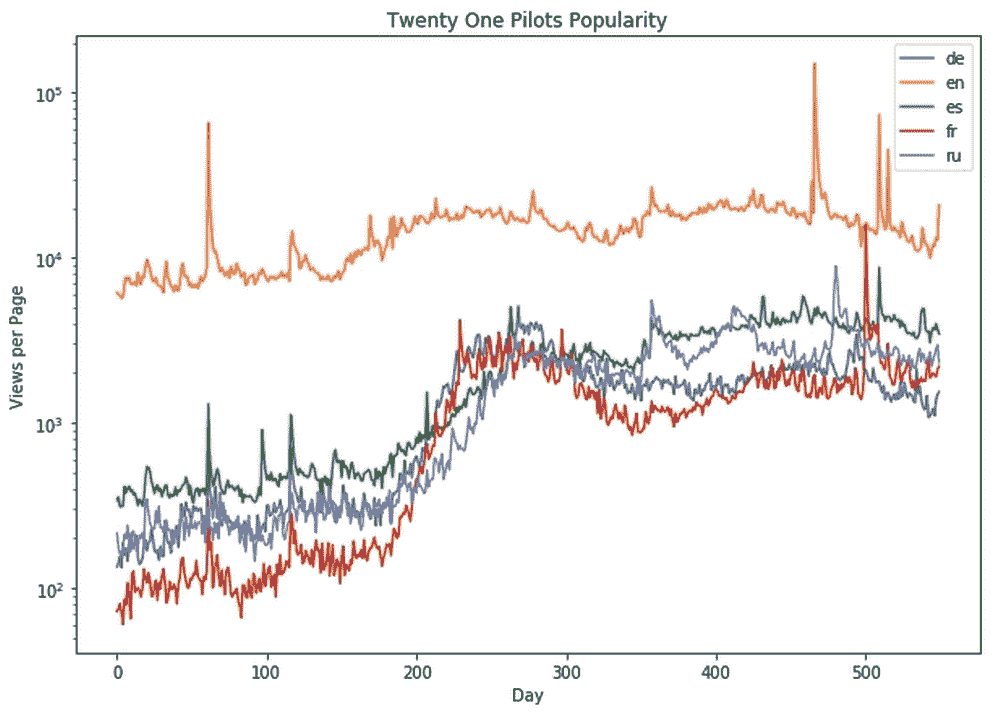 Twenty One Pilots Popularity
de
en
es
fr
ru
10⁵
10⁴
10³
10²
Views per Page
0 100 200 300 400 500
Day